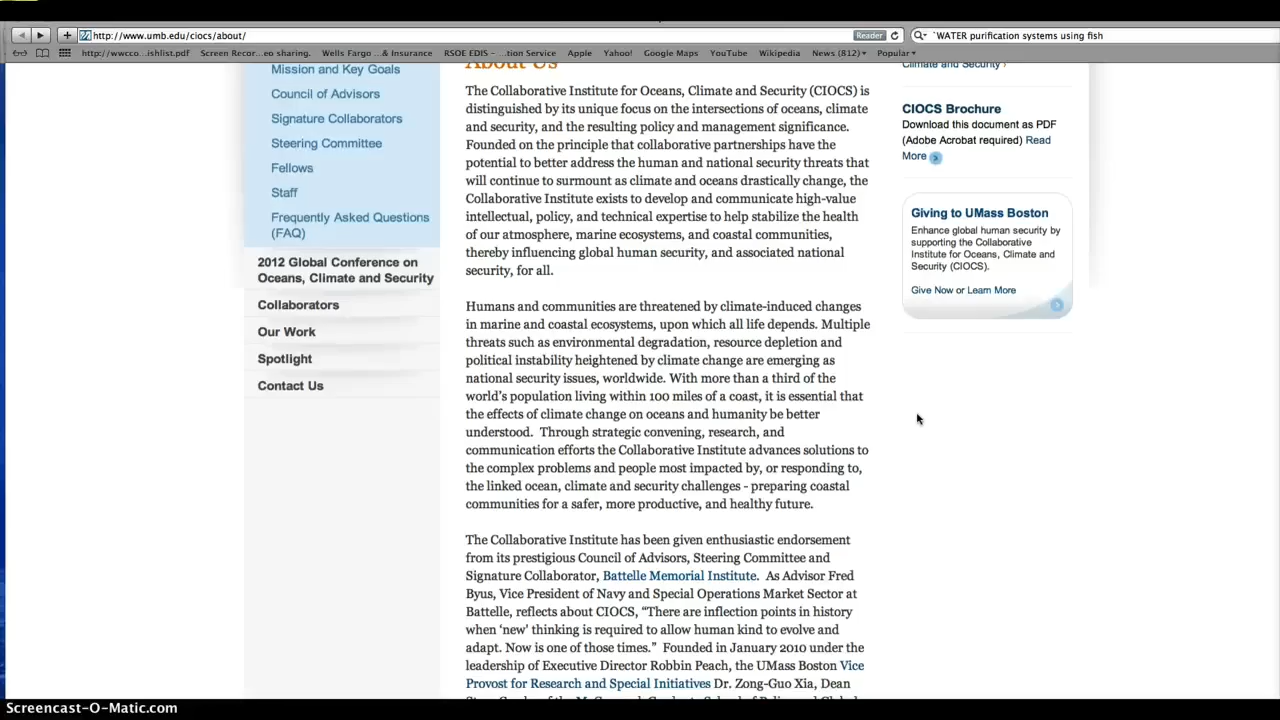 http://www.umb.edu/ciocs/about/
Reader
`WATER purification systems using fish
http://wwcco...ishlist.pdf
Screen Recor...eo sharing.
Wells Fargo ...& Insurance
RSOE EDIS - ...tion Service
Apple
Yahoo!
Google Maps
YouTube
Wikipedia
News (812)
Popular
Mission and Key Goals
Council of Advisors
Signature Collaborators
Steering Committee
Fellows
Staff
Frequently Asked Questions
(FAQ)
2012 Global Conference on
Oceans, Climate and Security
Collaborators
Our Work
Spotlight
Contact Us
About Us
The Collaborative Institute for Oceans, Climate and Security (CIOCS) is
distinguished by its unique focus on the intersections of oceans, climate
and security, and the resulting policy and management significance.
Founded on the principle that collaborative partnerships have the
potential to better address the human and national security threats that
will continue to surmount as climate and oceans drastically change, the
Collaborative Institute exists to develop and communicate high-value
intellectual, policy, and technical expertise to help stabilize the health
of our atmosphere, marine ecosystems, and coastal communities,
thereby influencing global human security, and associated national
security, for all.
Humans and communities are threatened by climate-induced changes
in marine and coastal ecosystems, upon which all life depends. Multiple
threats such as environmental degradation, resource depletion and
political instability heightened by climate change are emerging as
national security issues, worldwide. With more than a third of the
world's population living within 100 miles of a coast, it is essential that
the effects of climate change on oceans and humanity be better
understood. Through strategic convening, research, and
communication efforts the Collaborative Institute advances solutions to
the complex problems and people most impacted by, or responding to,
the linked ocean, climate and security challenges - preparing coastal
communities for a safer, more productive, and healthy future.
The Collaborative Institute has been given enthusiastic endorsement
from its prestigious Council of Advisors, Steering Committee and
Signature Collaborator, Battelle Memorial Institute. As Advisor Fred
Byus, Vice President of Navy and Special Operations Market Sector at
Battelle, reflects about CIOCS, “There are inflection points in history
when ‘new’ thinking is required to allow human kind to evolve and
adapt. Now is one of those times.” Founded in January 2010 under the
leadership of Executive Director Robbin Peach, the UMass Boston Vice
Provost for Research and Special Initiatives Dr. Zong-Guo Xia, Dean
Climate and Security
CIOCS Brochure
Download this document as PDF
(Adobe Acrobat required) Read
More
Giving to UMass Boston
Enhance global human security by
supporting the Collaborative
Institute for Oceans, Climate and
Security (CIOCS).
Give Now or Learn More
Screencast-O-Matic.com